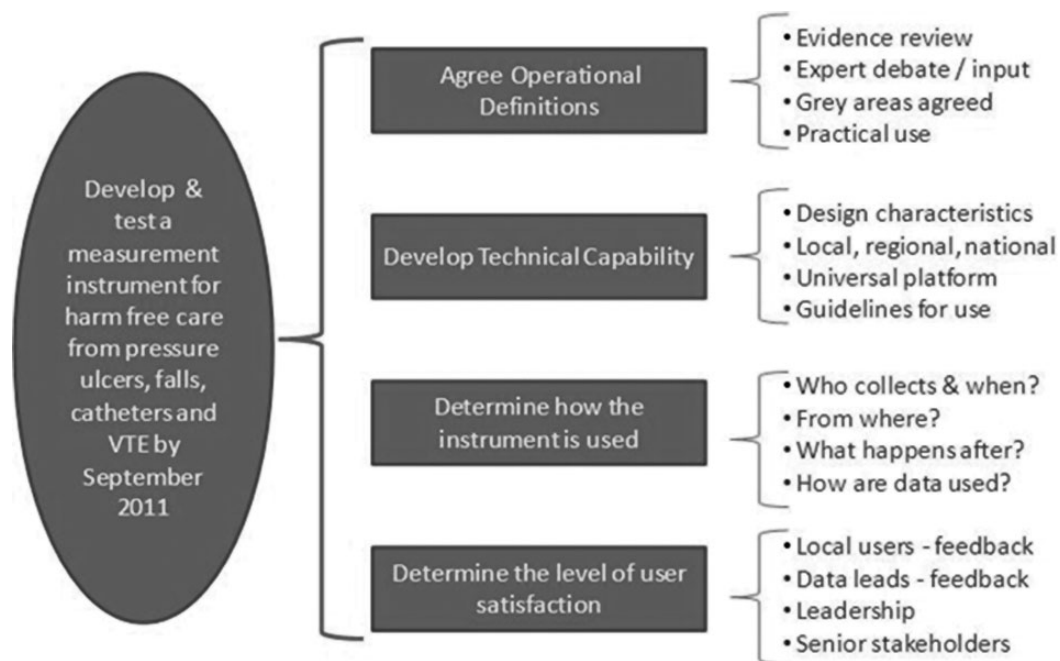 Develop &
test a
measurement
instrument for
harm free care
from pressure
ulcers, falls,
catheters and
VTE by
September
2011
Agree Operational
Definitions
• Evidence review
• Expert debate / input
• Grey areas agreed
• Practical use
Develop Technical Capability
• Design characteristics
• Local, regional, national
• Universal platform
• Guidelines for use
Determine how the
instrument is used
• Who collects & when?
• From where?
• What happens after?
• How are data used?
Determine the level of user
satisfaction
• Local users - feedback
• Data leads - feedback
• Leadership
• Senior stakeholders